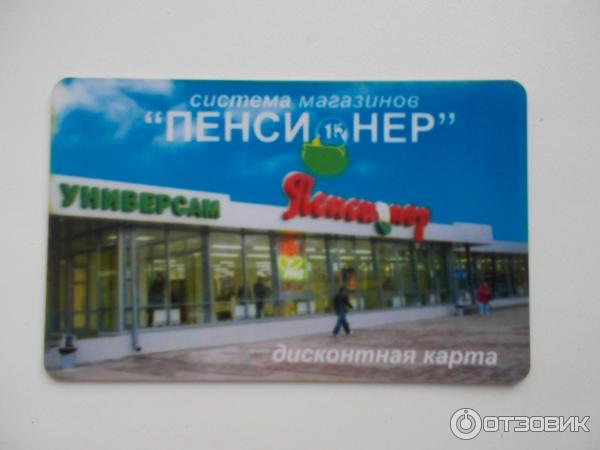 система магазинов
"ПЕНСИОНЕР"
УНИВЕРСАМ
Пенсионер
дисконтная карта
ОТЗОВИК